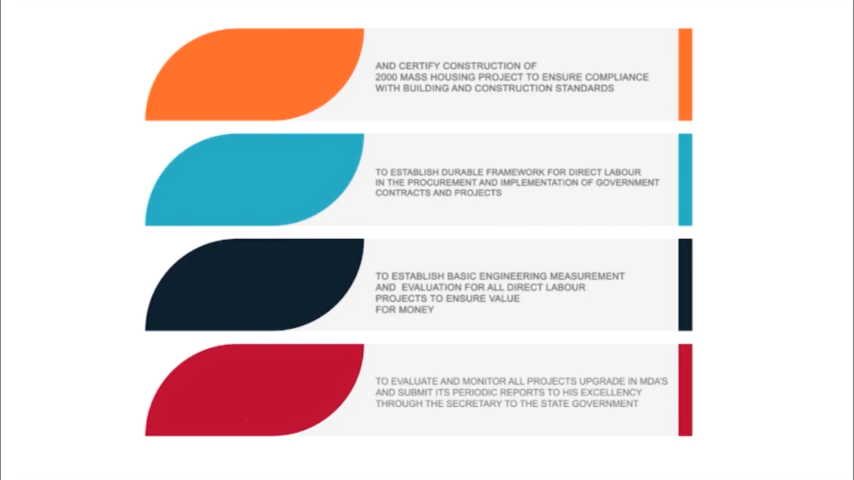 AND CERTIFY CONSTRUCTION OF
2000 MASS HOUSING PROJECT TO ENSURE COMPLIANCE
WITH BUILDING AND CONSTRUCTION STANDARDS
TO ESTABLISH DURABLE FRAMEWORK FOR DIRECT LABOUR
IN THE PROCUREMENT AND IMPLEMENTATION OF GOVERNMENT
CONTRACTS AND PROJECTS
TO ESTABLISH BASIC ENGINEERING MEASUREMENT
AND EVALUATION FOR ALL DIRECT LABOUR
PROJECTS TO ENSURE VALUE
FOR MONEY
TO EVALUATE AND MONITOR ALL PROJECTS UPGRADE IN MDA'S
AND SUBMIT ITS PERIODIC REPORTS TO HIS EXCELLENCY
THROUGH THE SECRETARY TO THE STATE GOVERNMENT